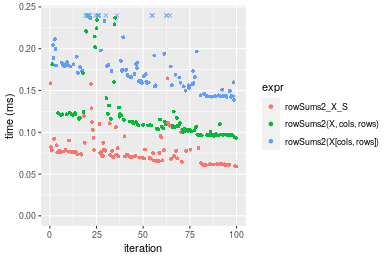 0.25
0.20
0.15
0.10
0.05
0.00
time (ms)
0
25
50
75
100
iteration
expr
rowSums2_X_S
rowSums2(X, cols, rows)
rowSums2(X[cols, rows])